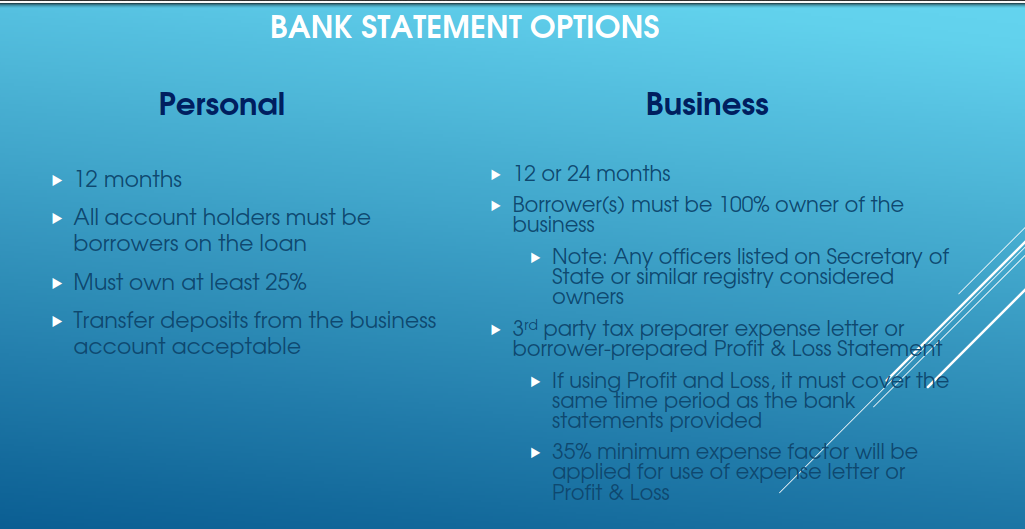 BANK STATEMENT OPTIONS
Personal
12 months
All account holders must be
borrowers on the loan
Must own at least 25%
Transfer deposits from the business
account acceptable
Business
12 or 24 months
Borrower(s) must be 100% owner of the
business
Note: Any officers listed on Secretary of
State or similar registry considered
owners
3rd party tax preparer expense letter or
borrower-prepared Profit & Loss Statement
If using Profit and Loss, it must cover the
same time period as the bank
statements provided
35% minimum expense factor will be
applied for use of expense letter or
Profit & Loss